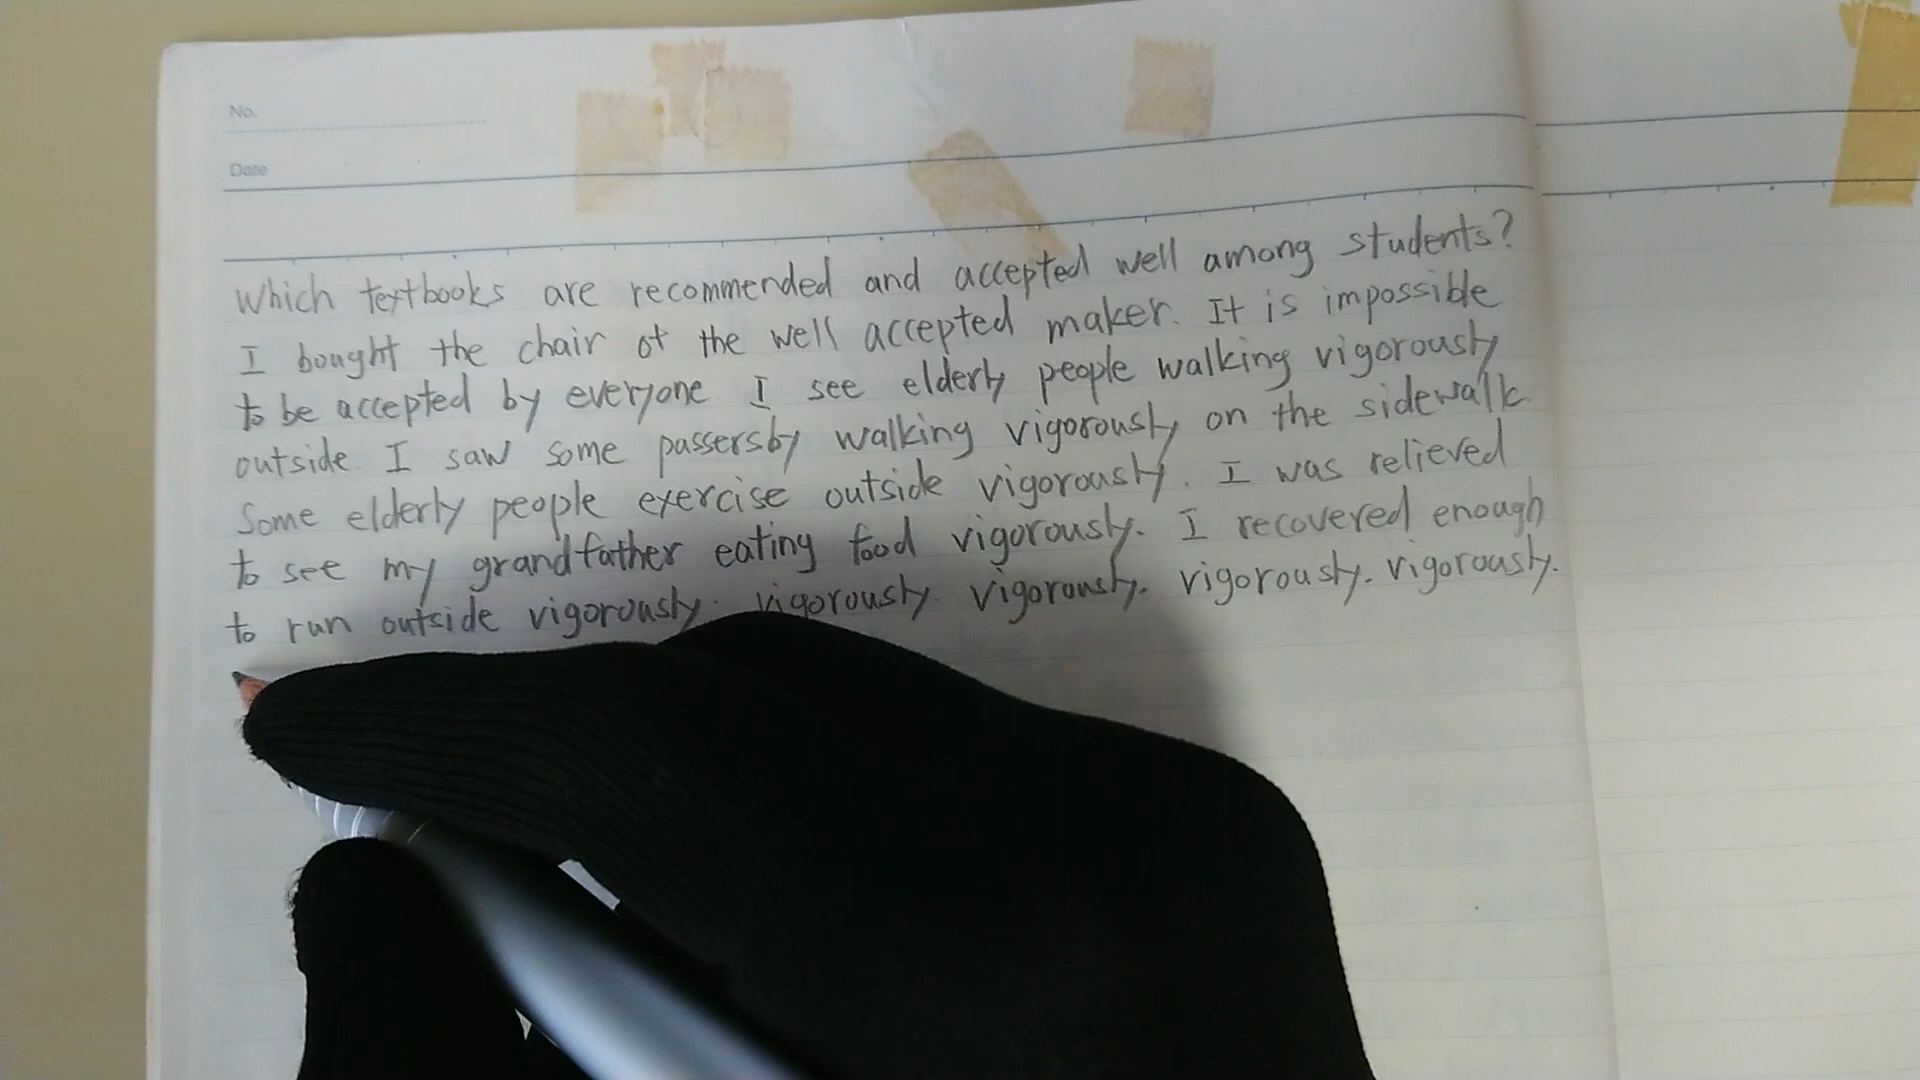 No.
Date
Which textbooks are recommended and accepted well among students?
I bought the chair of the well accepted maker. It is impossible
to be accepted by everyone. I see elderly people walking vigorously
outside. I saw some passersby walking vigorously on the sidewalk.
Some elderly people exercise outside vigorously. I was relieved
to see my grandfather eating food vigorously. I recovered enough
to run outside vigorously. vigorously. vigorously. vigorously. vigorously.